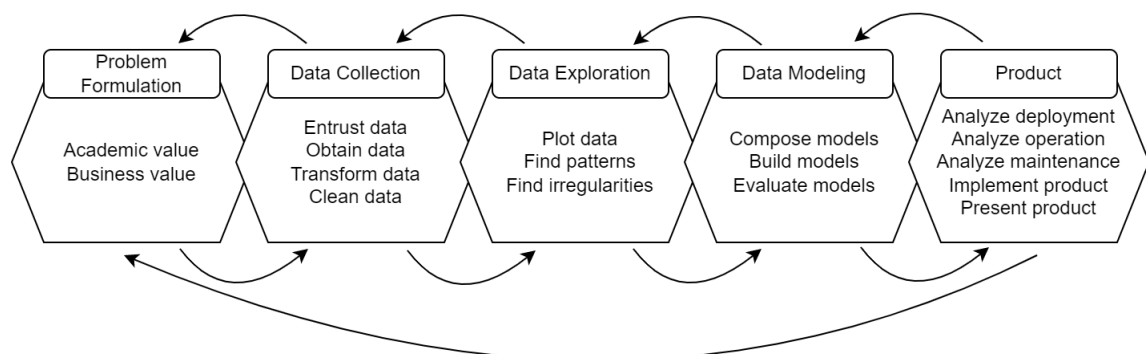 Problem
Formulation
Academic value
Business value
Data Collection
Entrust data
Obtain data
Transform data
Clean data
Data Exploration
Plot data
Find patterns
Find irregularities
Data Modeling
Compose models
Build models
Evaluate models
Product
Analyze deployment
Analyze operation
Analyze maintenance
Implement product
Present product